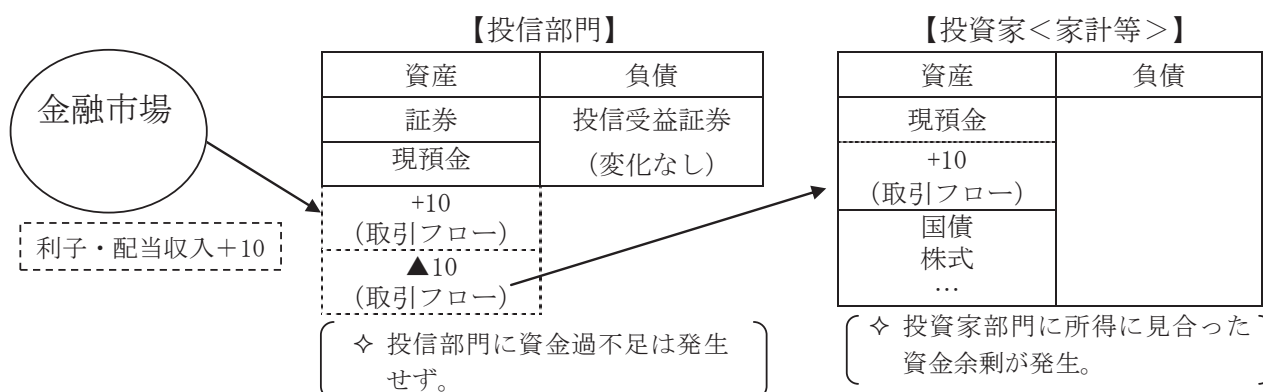 【投信部門】
【投資家＜家計等＞】
金融市場
利子・配当収入＋10
資産
負債
証券
投信受益証券
現預金
(変化なし)
+10
(取引フロー)
▲10
(取引フロー)
✧ 投信部門に資金過不足は発生
せず。
資産
負債
現預金
+10
(取引フロー)
国債
株式
…
✧ 投資家部門に所得に見合った
資金余剰が発生。